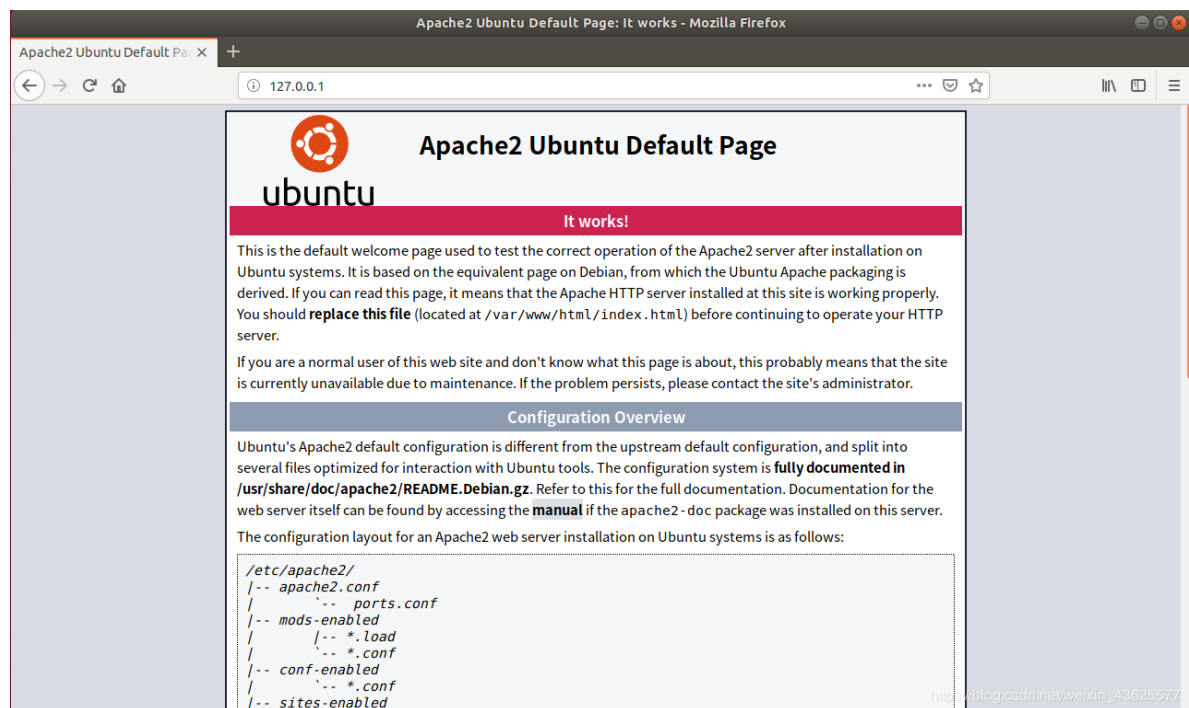 Apache2 Ubuntu Default Page: It works - Mozilla Firefox
Apache2 Ubuntu Default Pa
127.0.0.1
ubuntu
Apache2 Ubuntu Default Page
It works!
This is the default welcome page used to test the correct operation of the Apache2 server after installation on
Ubuntu systems. It is based on the equivalent page on Debian, from which the Ubuntu Apache packaging is
derived. If you can read this page, it means that the Apache HTTP server installed at this site is working properly.
You should replace this file (located at /var/www/html/index.html) before continuing to operate your HTTP
server.
If you are a normal user of this web site and don't know what this page is about, this probably means that the site
is currently unavailable due to maintenance. If the problem persists, please contact the site's administrator.
Configuration Overview
Ubuntu's Apache2 default configuration is different from the upstream default configuration, and split into
several files optimized for interaction with Ubuntu tools. The configuration system is fully documented in
/usr/share/doc/apache2/README.Debian.gz. Refer to this for the full documentation. Documentation for the
web server itself can be found by accessing the manual if the apache2-doc package was installed on this server.
The configuration layout for an Apache2 web server installation on Ubuntu systems is as follows:
/etc/apache2/
|-- apache2.conf
|       `--  ports.conf
|-- mods-enabled
|       |-- *.load
|       `-- *.conf
|-- conf-enabled
|       `-- *.conf
|-- sites-enabled
https://blog.csdn.net/weixin_43625577